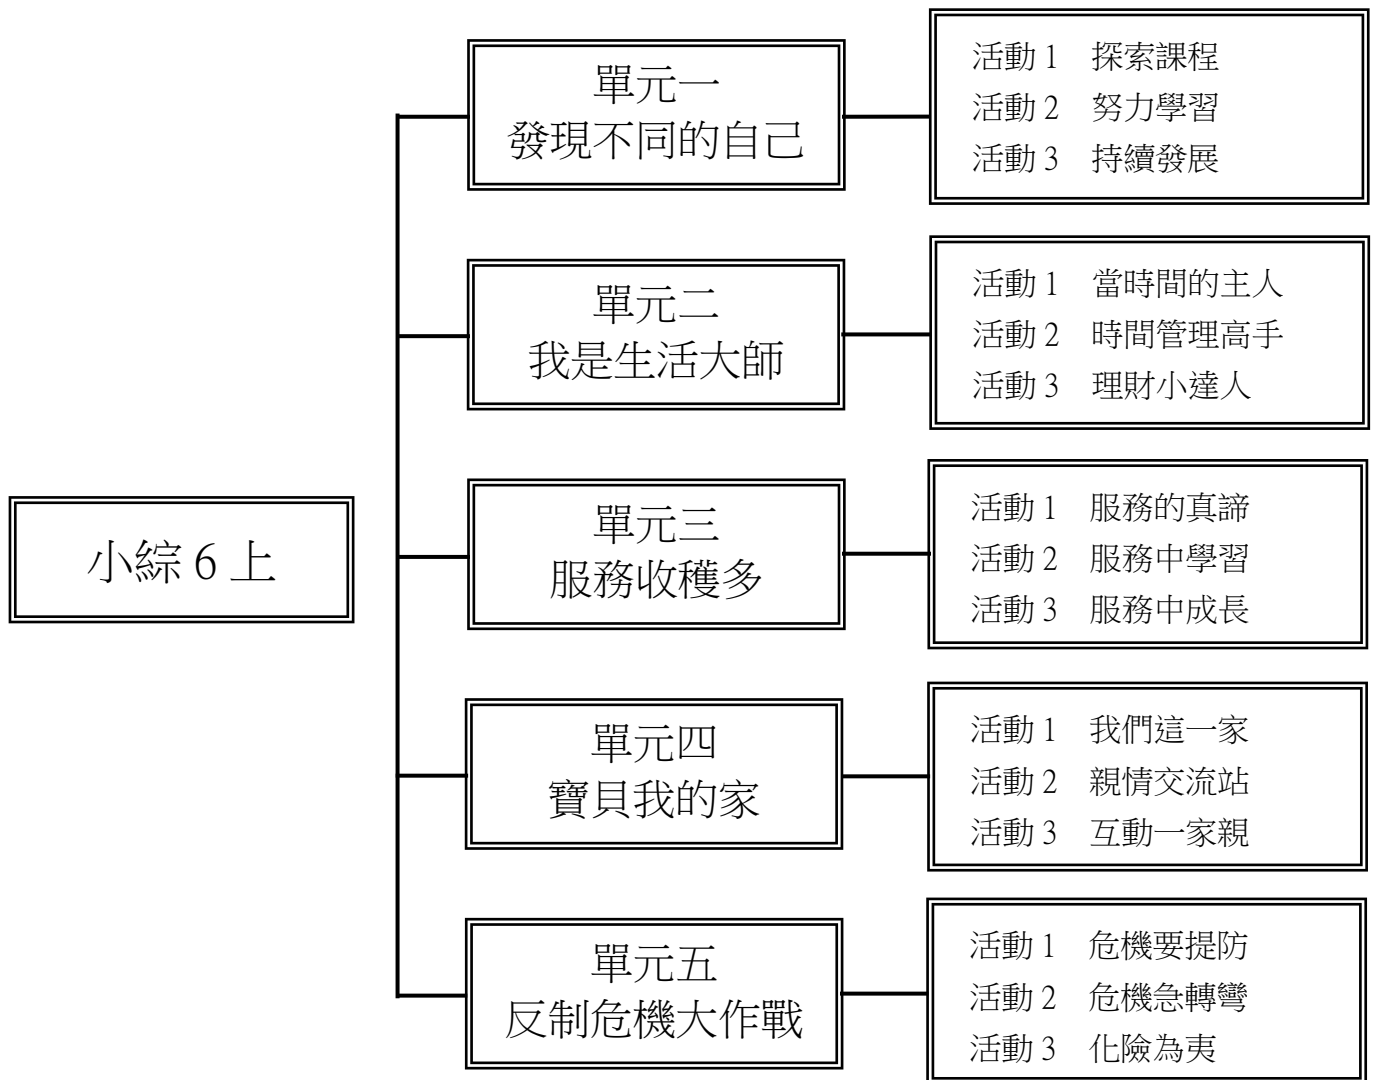 小綜 6 上
單元一
發現不同的自己
活動 1 探索課程
活動 2 努力學習
活動 3 持續發展
單元二
我是生活大師
活動 1 當時間的主人
活動 2 時間管理高手
活動 3 理財小達人
單元三
服務收穫多
活動 1 服務的真諦
活動 2 服務中學習
活動 3 服務中成長
單元四
寶貝我的家
活動 1 我們這一家
活動 2 親情交流站
活動 3 互動一家親
單元五
反制危機大作戰
活動 1 危機要提防
活動 2 危機急轉彎
活動 3 化險為夷